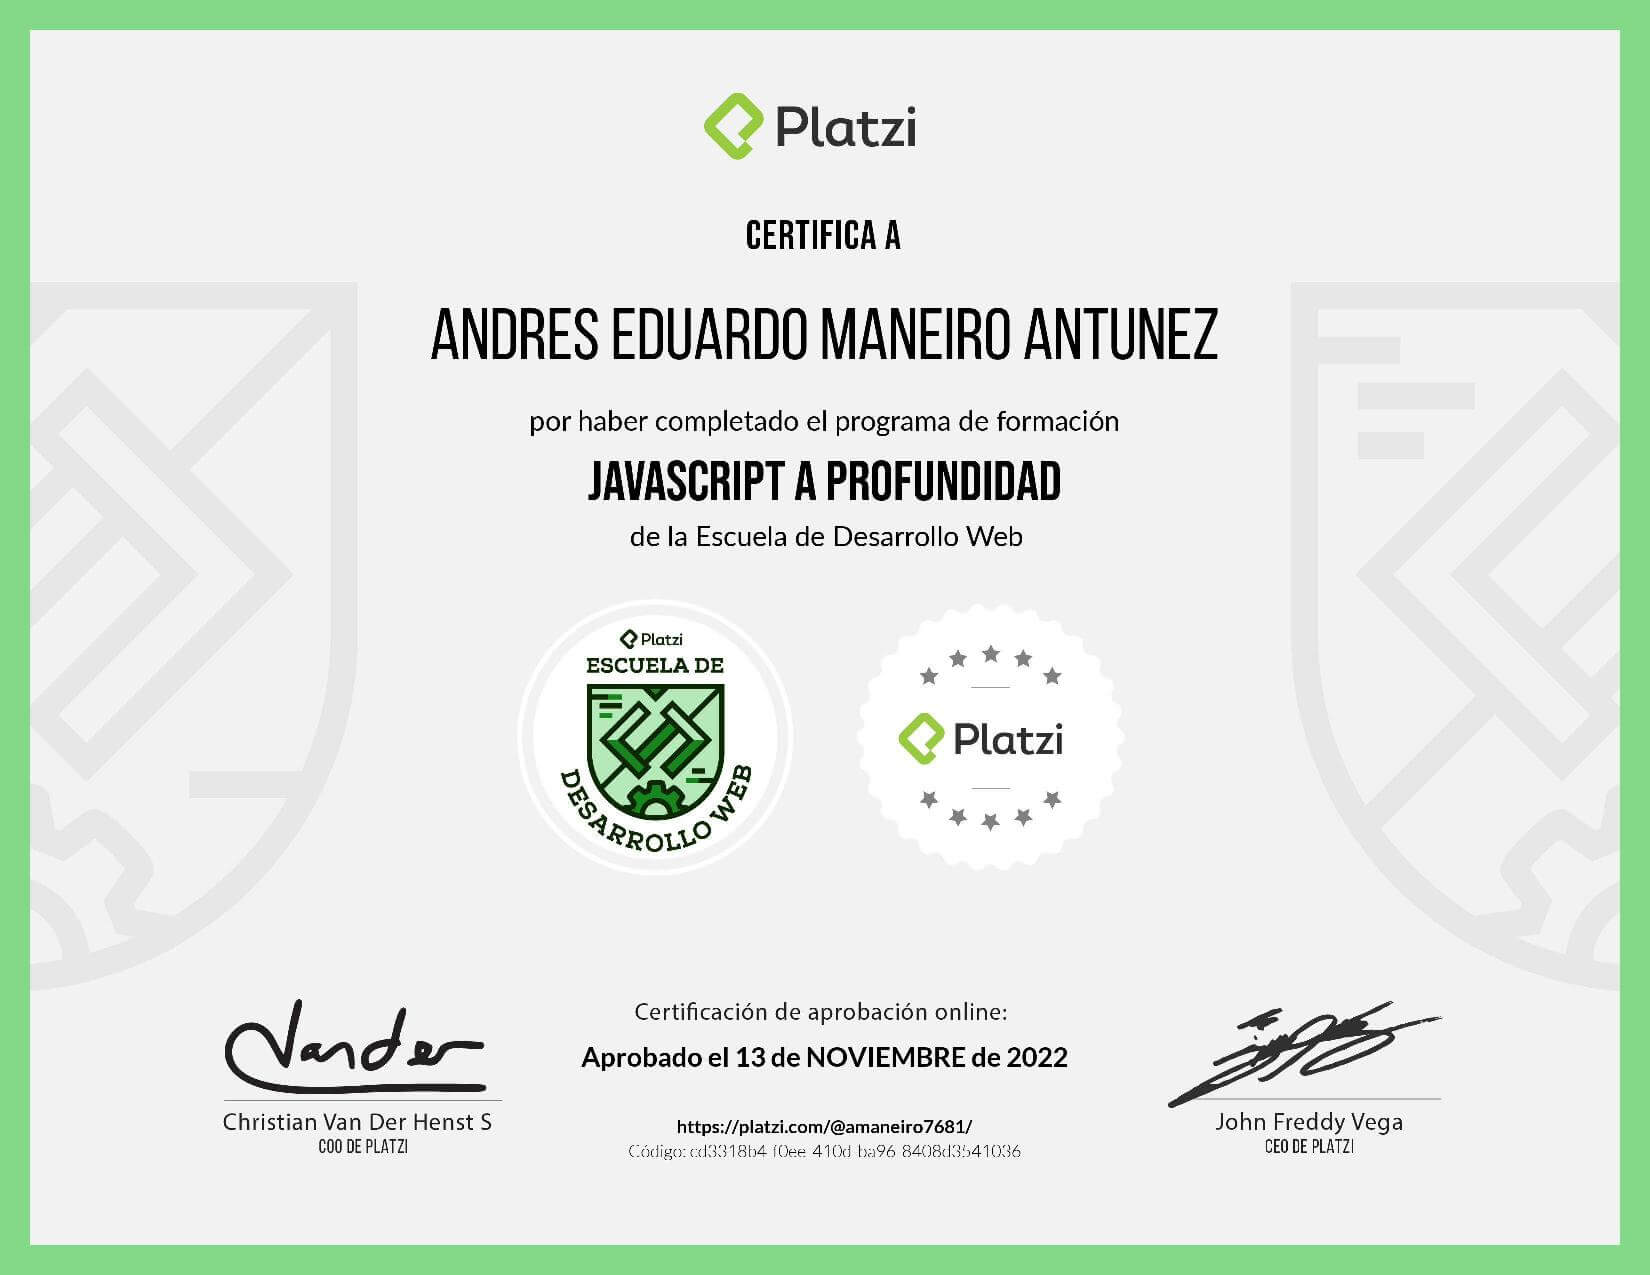 Platzi
CERTIFICA A
ANDRES EDUARDO MANEIRO ANTUNEZ
por haber completado el programa de formación
JAVASCRIPT A PROFUNDIDAD
de la Escuela de Desarrollo Web
Platzi
ESCUELA DE
DESARROLLO WEB
Platzi
Vander
Certificación de aprobación online:
Aprobado el 13 de NOVIEMBRE de 2022
Christian Van Der Henst S
COO DE PLATZI
https://platzi.com/@amaneiro7681/
Código: cd3318b4-f0ee-410d-ba96-8408d3541036
John Freddy Vega
CEO DE PLATZI